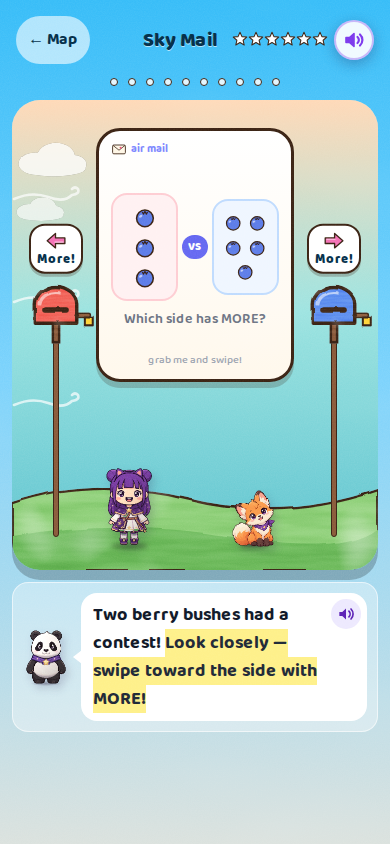 ← Map
Sky Mail
air mail
vs
More!
More!
Which side has MORE?
grab me and swipe!
Two berry bushes had a
contest! Look closely —
swipe toward the side with
MORE!